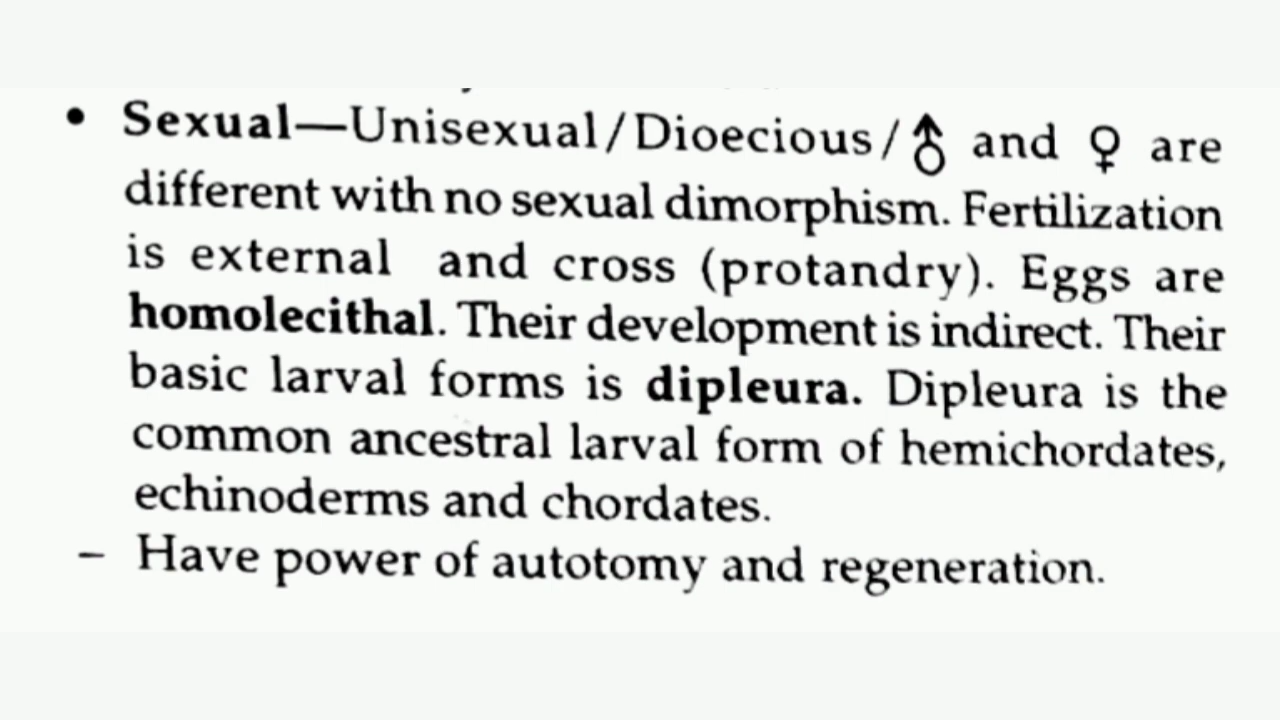 • Sexual—Unisexual/Dioecious/♂ and ♀ are
different with no sexual dimorphism. Fertilization
is external and cross (protandry). Eggs are
homolecithal. Their development is indirect. Their
basic larval forms is dipleura. Dipleura is the
common ancestral larval form of hemichordates,
echinoderms and chordates.
– Have power of autotomy and regeneration.